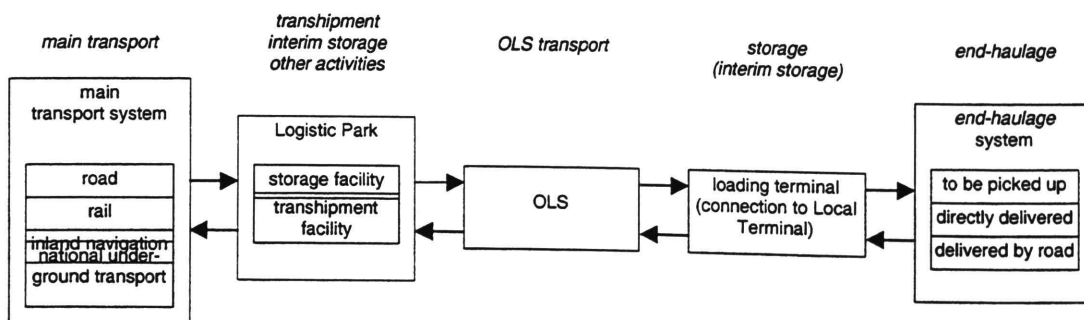 main transport
transhipment
interim storage
other activities
OLS transport
storage
(interim storage)
end-haulage
main
transport system
road
rail
inland navigation
national under-
ground transport
Logistic Park
storage facility
transhipment
facility
OLS
loading terminal
(connection to Local
Terminal)
end-haulage
system
to be picked up
directly delivered
delivered by road